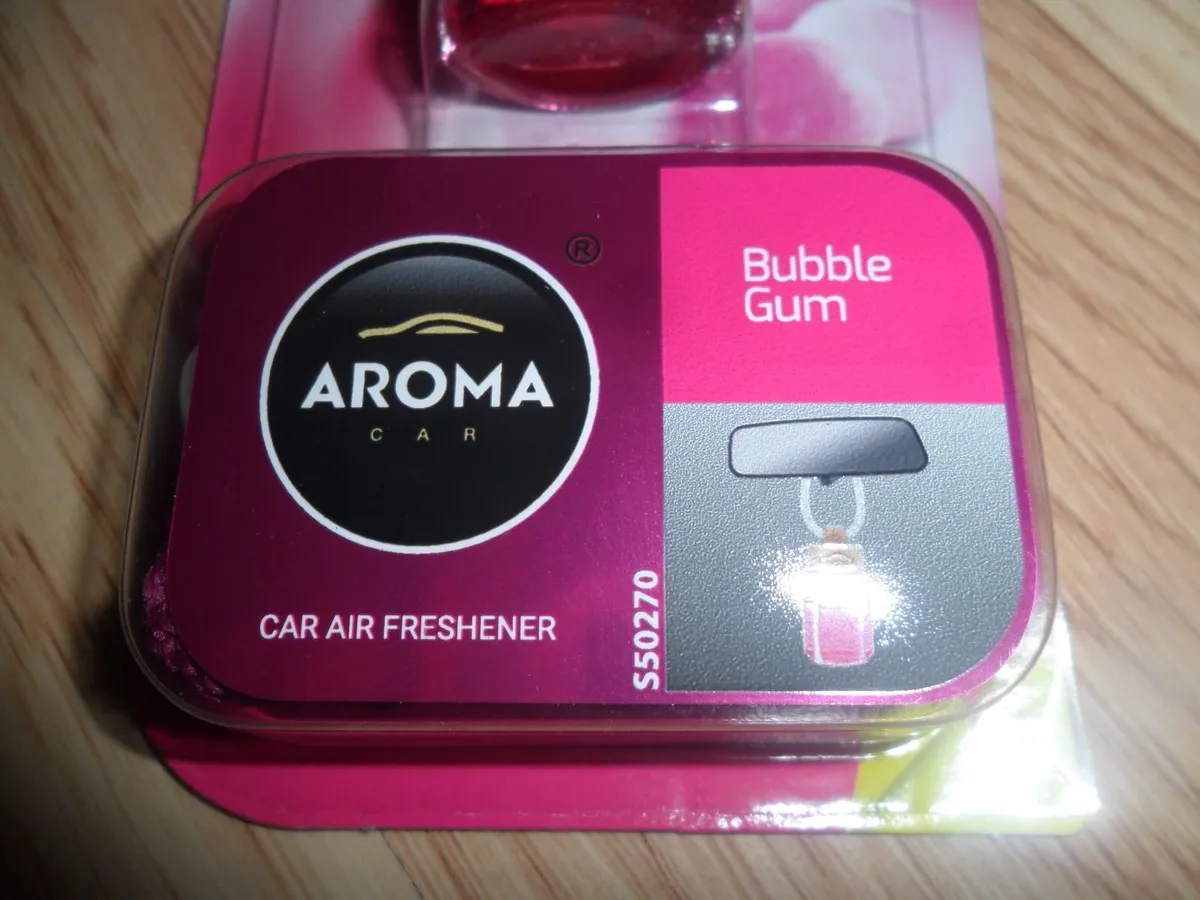 ®
AROMA
CAR
CAR AIR FRESHENER
S50270
Bubble
Gum